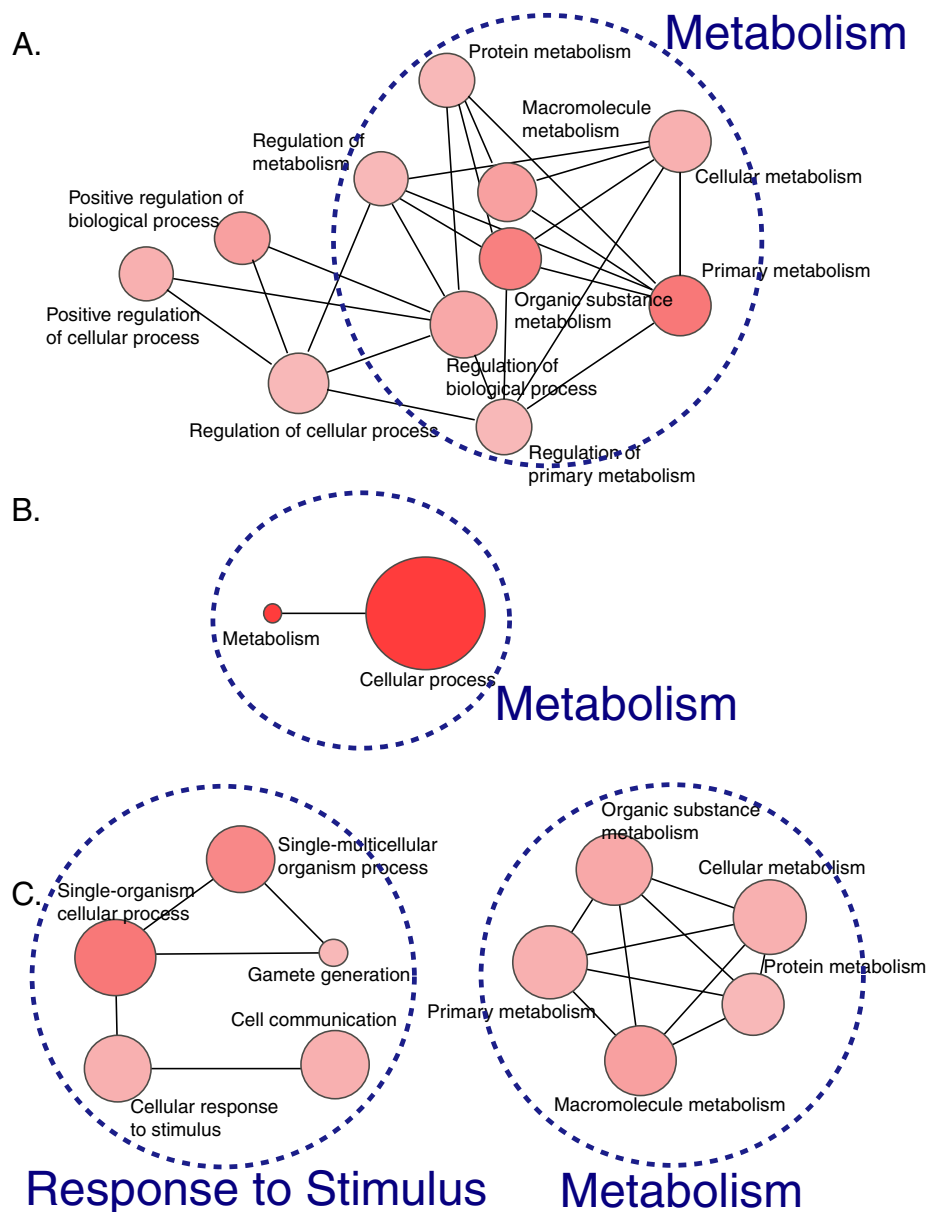 A.
Metabolism
Protein metabolism
Macromolecule
metabolism
Regulation of
metabolism
Cellular metabolism
Positive regulation of
biological process
Primary metabolism
Organic substance
metabolism
Positive regulation
of cellular process
Regulation of
biological process
Regulation of cellular process
Regulation of
primary metabolism
B.
Metabolism
Cellular process
Metabolism
C.
Single-multicellular
organism process
Single-organism
cellular process
Gamete generation
Cell communication
Cellular response
to stimulus
Response to Stimulus
Organic substance
metabolism
Cellular metabolism
Protein metabolism
Primary metabolism
Macromolecule metabolism
Metabolism